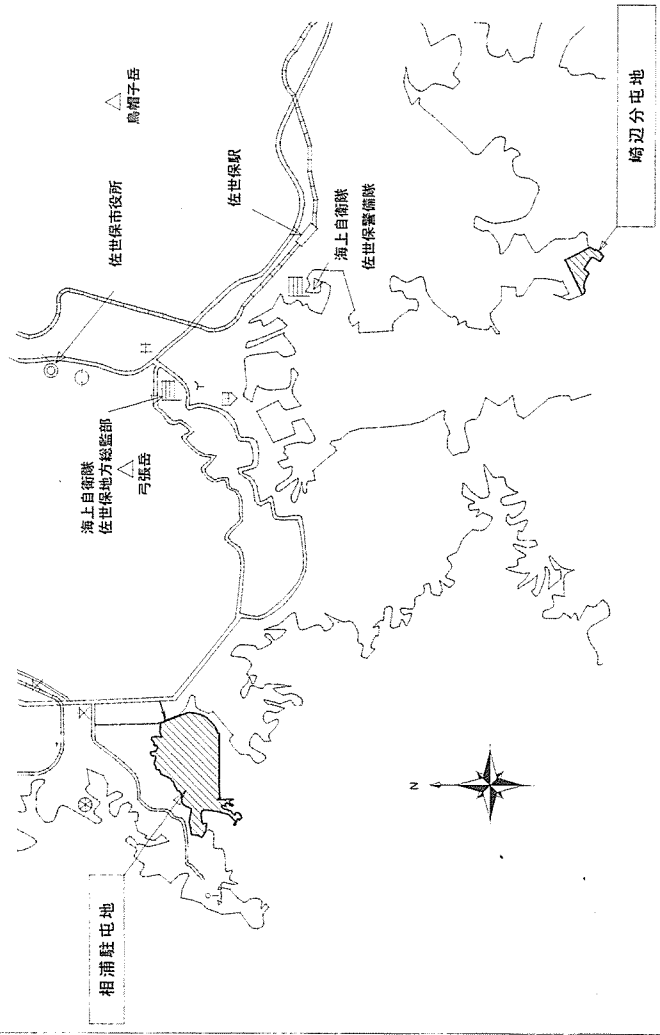 烏帽子岳
佐世保市役所
佐世保駅
海上自衛隊
佐世保警備隊
崎辺分屯地
海上自衛隊
佐世保地方総監部
弓張岳
相浦駐屯地
N